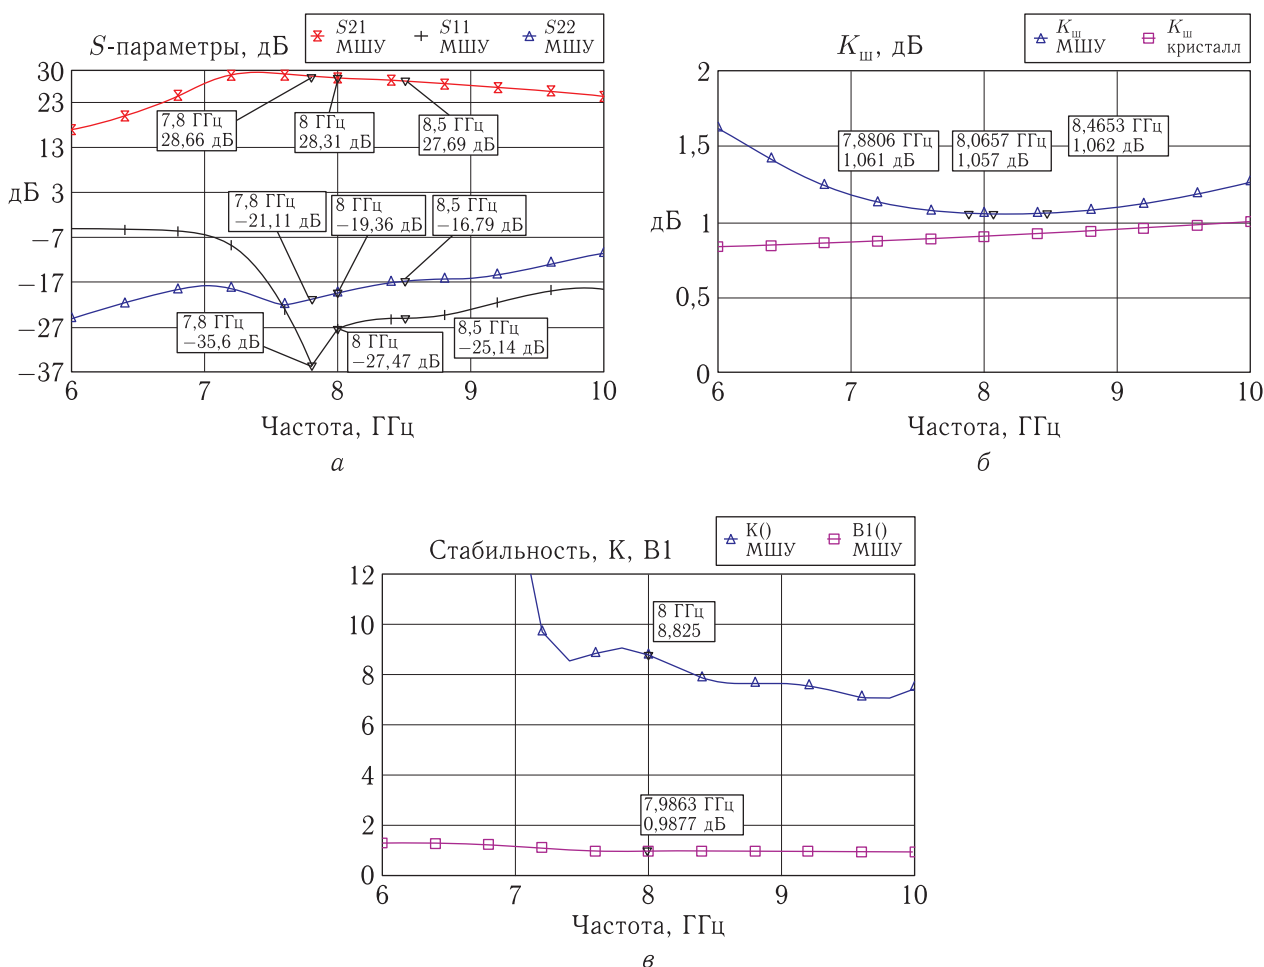 S-параметры, дБ
S21 МШУ
S11 МШУ
S22 МШУ
30
23
13
дБ 3
−7
−17
−27
−37
7,8 ГГц
28,66 дБ
8 ГГц
28,31 дБ
8,5 ГГц
27,69 дБ
7,8 ГГц
−21,11 дБ
8 ГГц
−19,36 дБ
8,5 ГГц
−16,79 дБ
7,8 ГГц
−35,6 дБ
8 ГГц
−27,47 дБ
8,5 ГГц
−25,14 дБ
6 7 8 9 10
Частота, ГГц
а
Kш, дБ
Kш МШУ
Kш кристалл
2
1,5
дБ 1
0,5
0
7,8806 ГГц
1,061 дБ
8,0657 ГГц
1,057 дБ
8,4653 ГГц
1,062 дБ
6 7 8 9 10
Частота, ГГц
б
Стабильность, K, B1
K() МШУ
B1() МШУ
12
10
8
6
4
2
0
8 ГГц
8,825
7,9863 ГГц
0,9877 дБ
6 7 8 9 10
Частота, ГГц
в